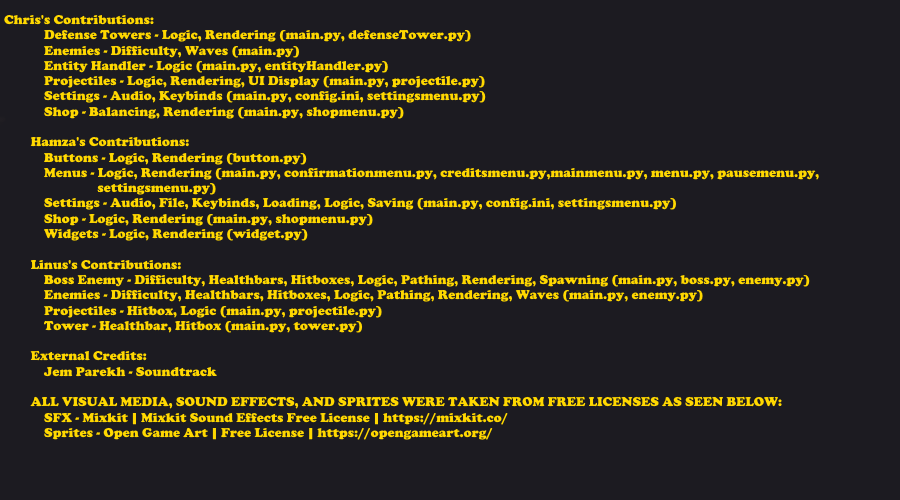 Chris's Contributions:
Defense Towers - Logic, Rendering (main.py, defenseTower.py)
Enemies - Difficulty, Waves (main.py)
Entity Handler - Logic (main.py, entityHandler.py)
Projectiles - Logic, Rendering, UI Display (main.py, projectile.py)
Settings - Audio, Keybinds (main.py, config.ini, settingsmenu.py)
Shop - Balancing, Rendering (main.py, shopmenu.py)
Hamza's Contributions:
Buttons - Logic, Rendering (button.py)
Menus - Logic, Rendering (main.py, confirmationmenu.py, creditsmenu.py,mainmenu.py, menu.py, pausemenu.py,
settingsmenu.py)
Settings - Audio, File, Keybinds, Loading, Logic, Saving (main.py, config.ini, settingsmenu.py)
Shop - Logic, Rendering (main.py, shopmenu.py)
Widgets - Logic, Rendering (widget.py)
Linus's Contributions:
Boss Enemy - Difficulty, Healthbars, Hitboxes, Logic, Pathing, Rendering, Spawning (main.py, boss.py, enemy.py)
Enemies - Difficulty, Healthbars, Hitboxes, Logic, Pathing, Rendering, Waves (main.py, enemy.py)
Projectiles - Hitbox, Logic (main.py, projectile.py)
Tower - Healthbar, Hitbox (main.py, tower.py)
External Credits:
Jem Parekh - Soundtrack
ALL VISUAL MEDIA, SOUND EFFECTS, AND SPRITES WERE TAKEN FROM FREE LICENSES AS SEEN BELOW:
SFX - Mixkit | Mixkit Sound Effects Free License | https://mixkit.co/
Sprites - Open Game Art | Free License | https://opengameart.org/